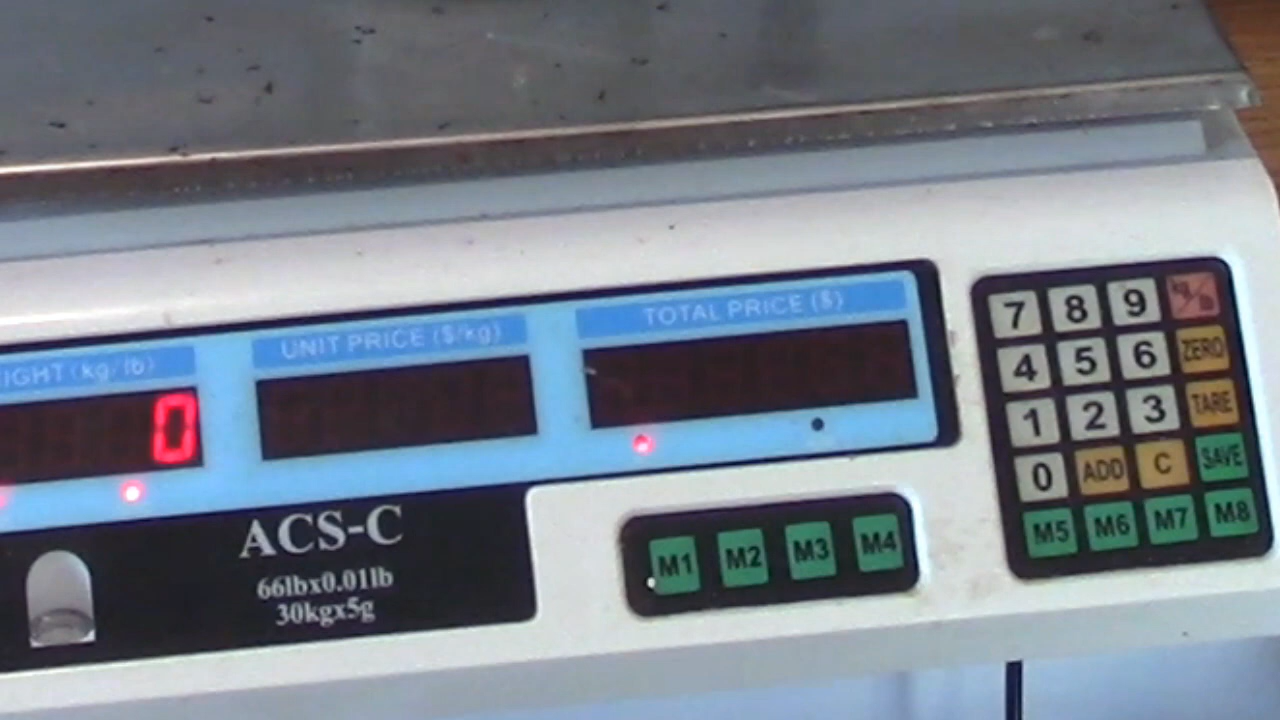 IGHT (kg/lb)
UNIT PRICE ($/kg)
TOTAL PRICE ($)
0
ACS-C
66lbx0.01lb
30kgx5g
M1 M2 M3 M4
7 8 9 kg/lb
4 5 6 ZERO
1 2 3 TARE
0 ADD C SAVE
M5 M6 M7 M8